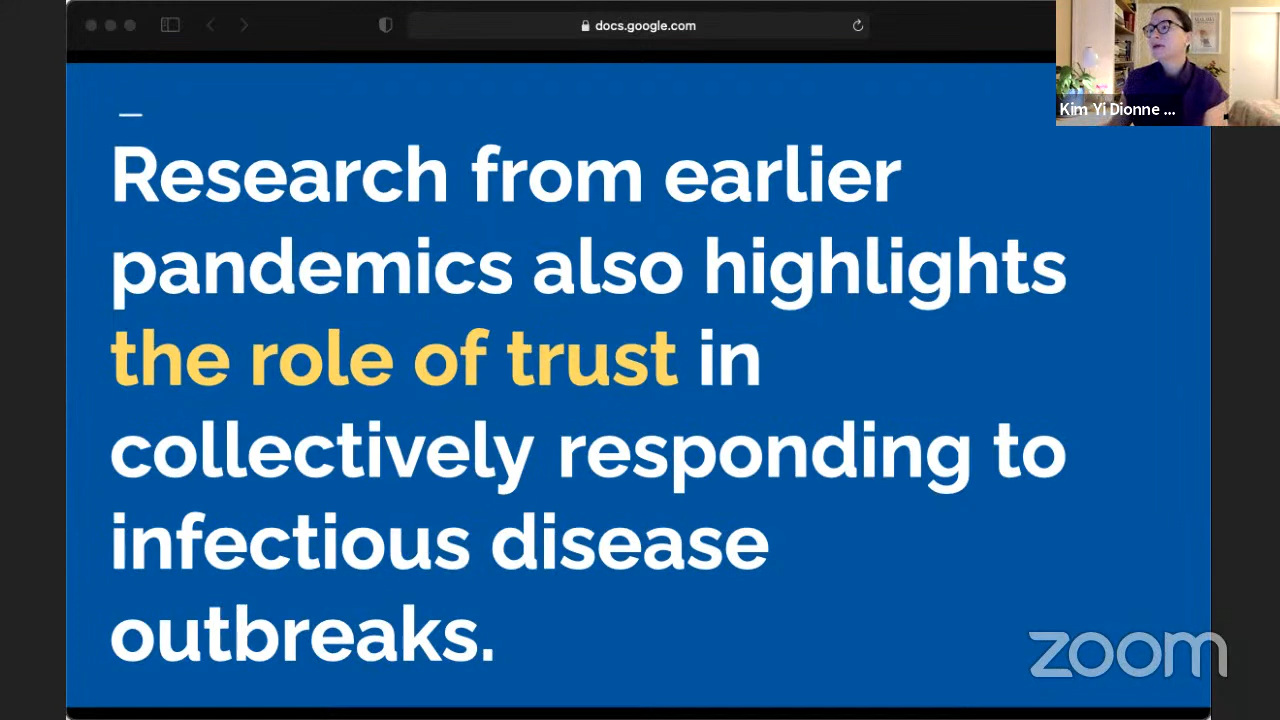 docs.google.com
Kim Yi Dionne ...
Research from earlier
pandemics also highlights
the role of trust in
collectively responding to
infectious disease
outbreaks.
zoom